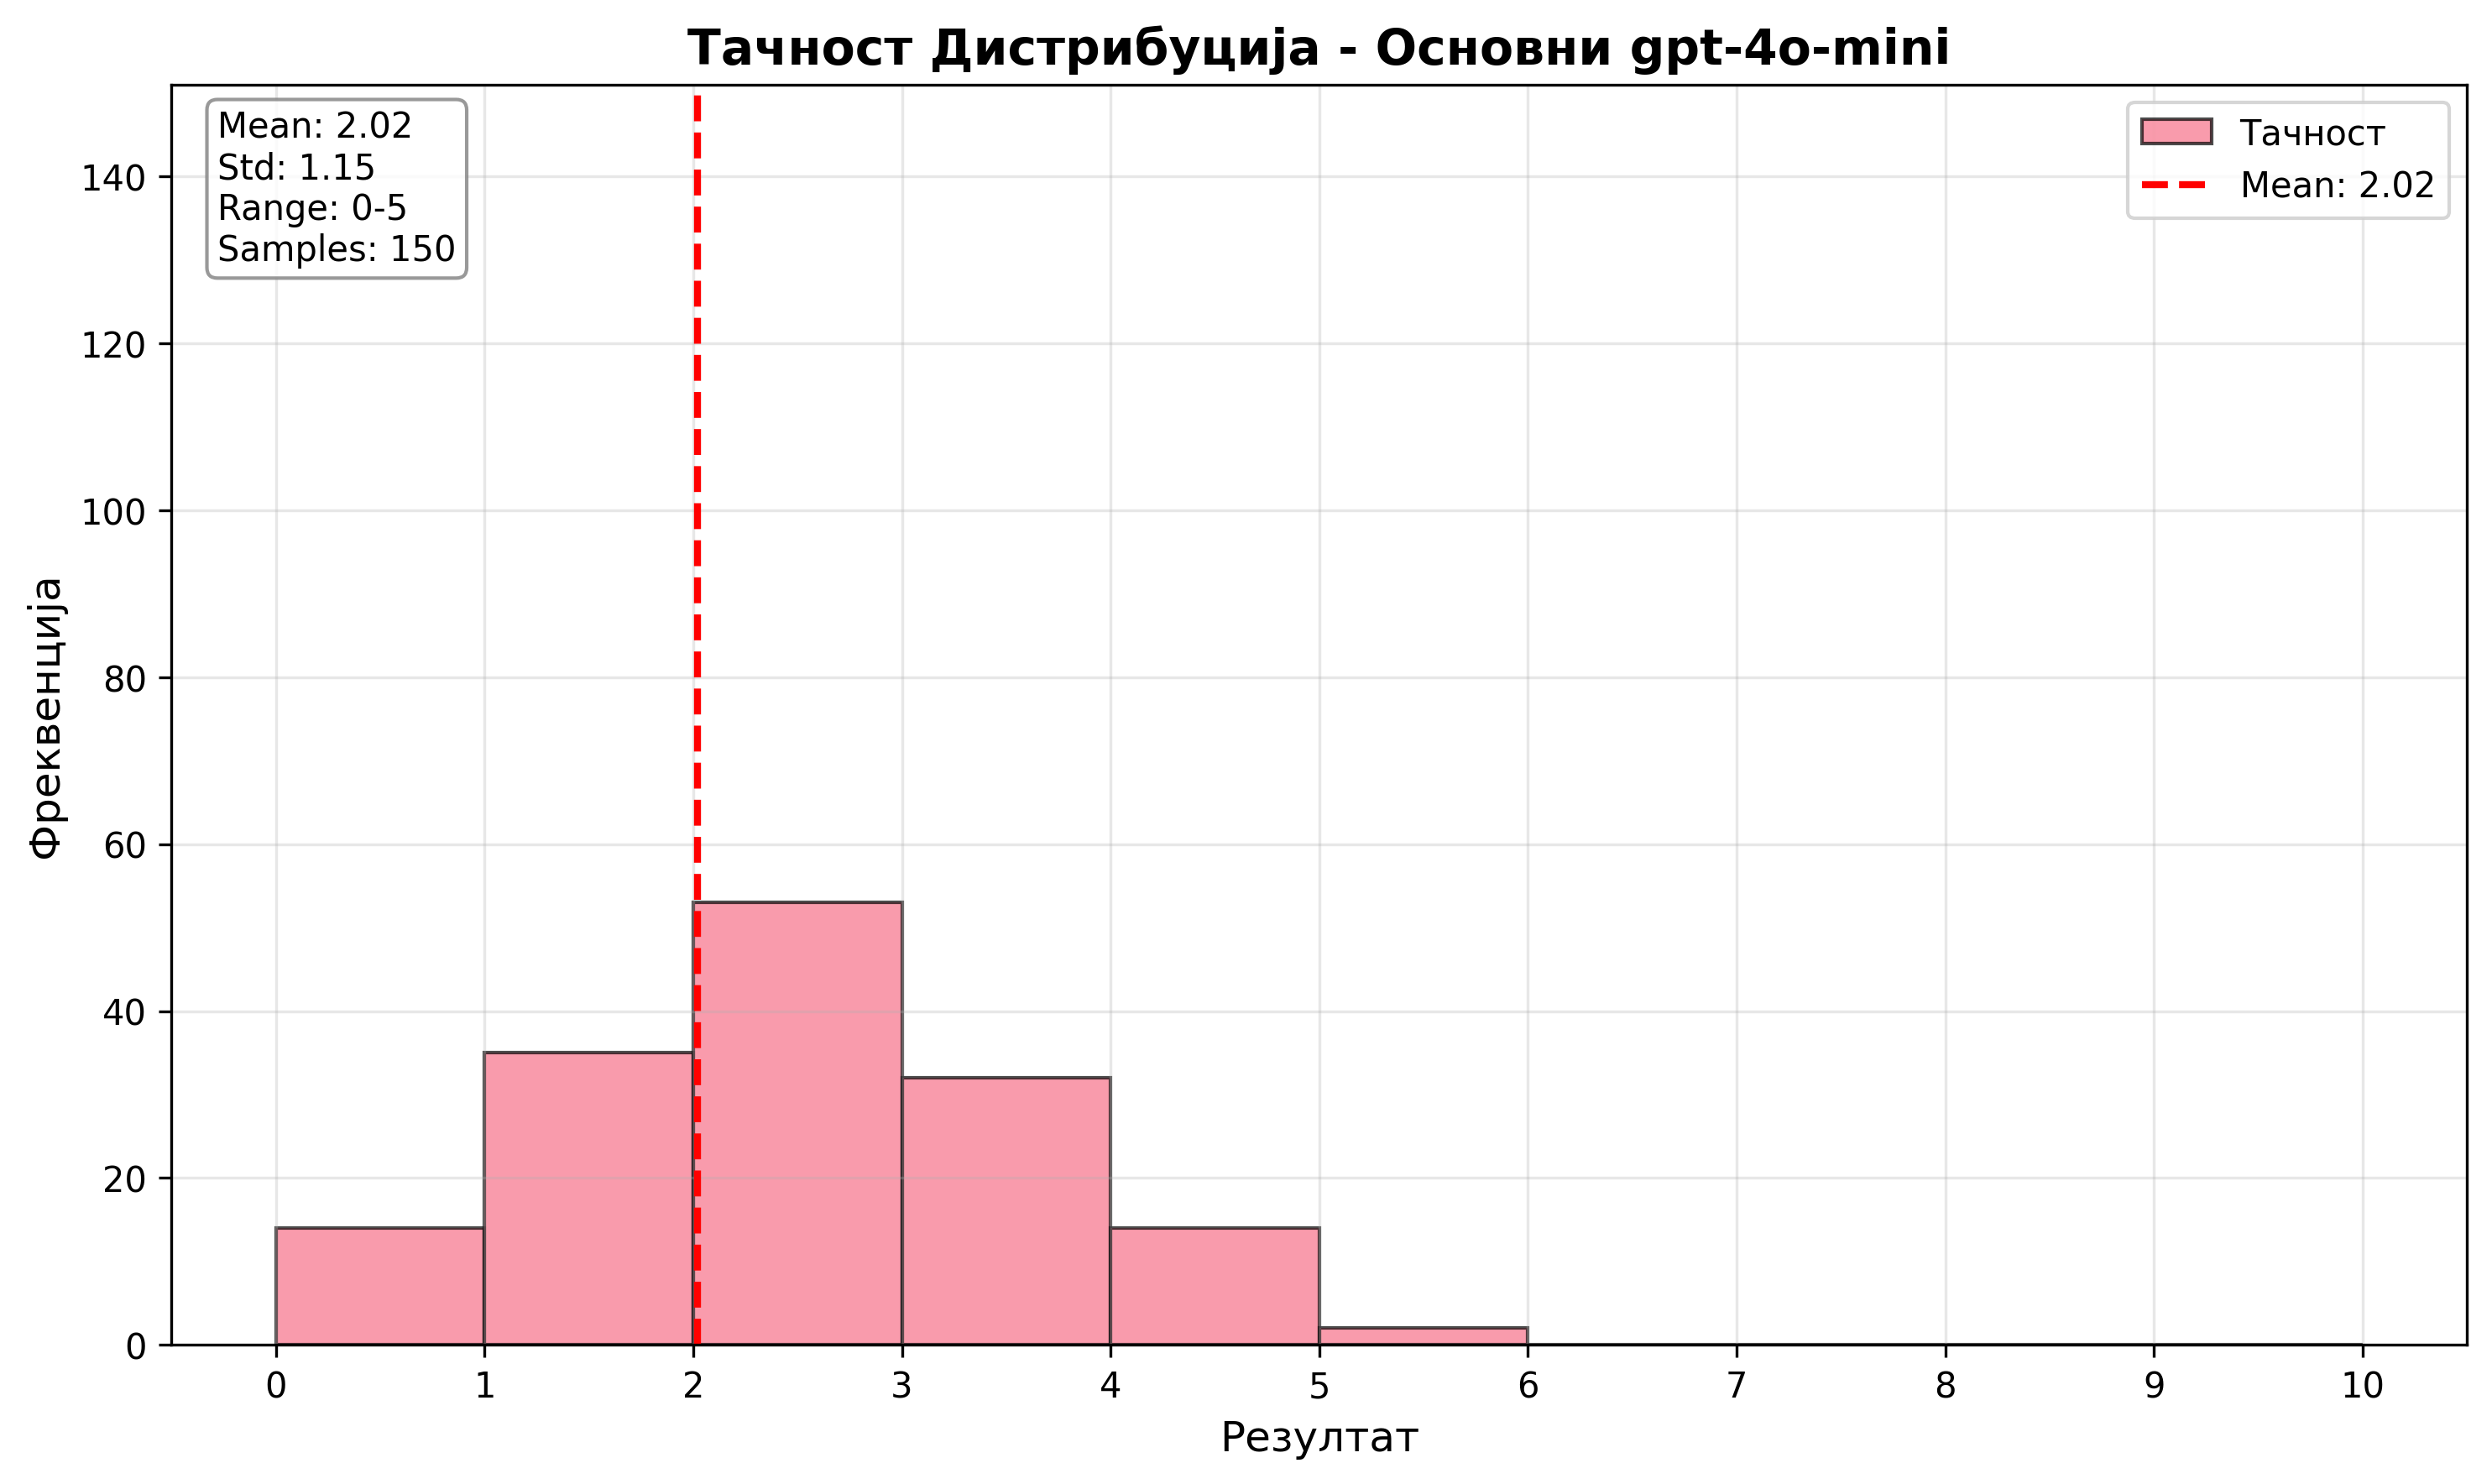 Тачност Дистрибуција - Основни gpt-4o-mini
Mean: 2.02
Std: 1.15
Range: 0-5
Samples: 150
Тачност
Mean: 2.02
Фреквенција
140
120
100
80
60
40
20
0
0 1 2 3 4 5 6 7 8 9 10
Резултат